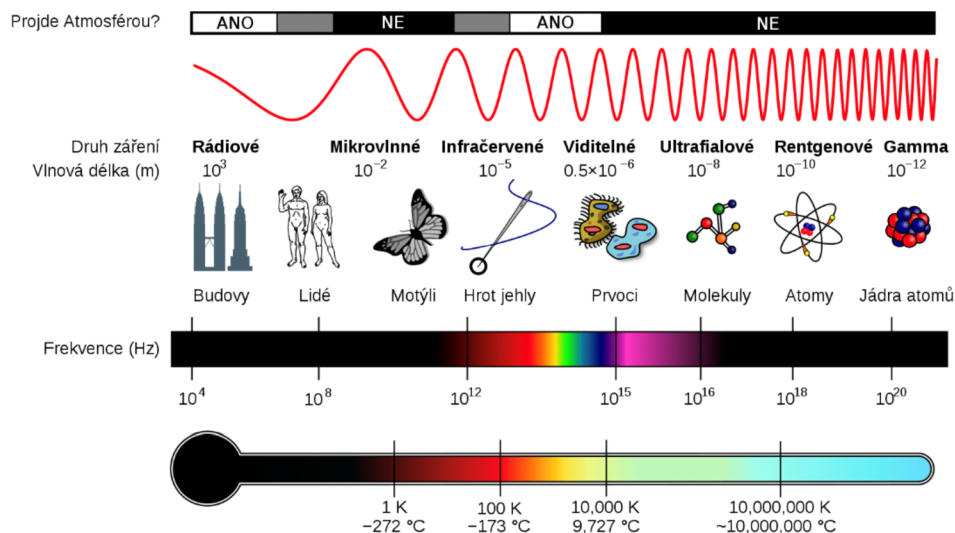 Projde Atmosférou? ANO NE ANO NE
Druh záření Rádiové Mikrovlnné Infračervené Viditelné Ultrafialové Rentgenové Gamma
Vlnová délka (m) 10³ 10⁻² 10⁻⁵ 0.5×10⁻⁶ 10⁻⁸ 10⁻¹⁰ 10⁻¹²
Budovy Lidé Motýli Hrot jehly Prvoci Molekuly Atomy Jádra atomů
Frekvence (Hz)
10⁴ 10⁸ 10¹² 10¹⁵ 10¹⁶ 10¹⁸ 10²⁰
1 K 100 K 10,000 K 10,000,000 K
−272 °C −173 °C 9,727 °C ~10,000,000 °C